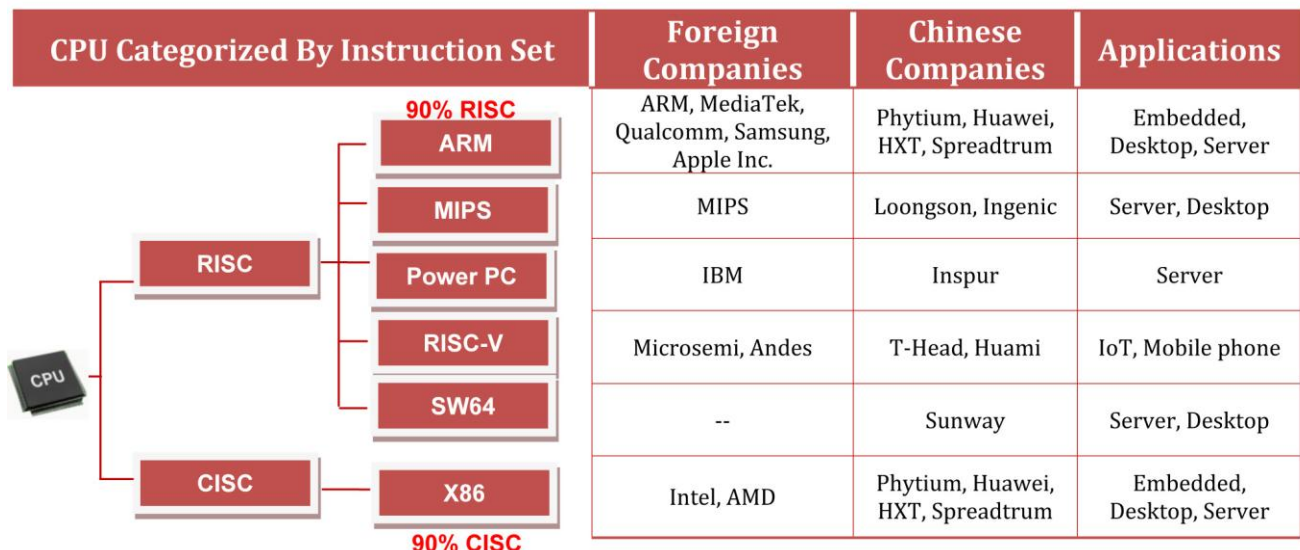 CPU Categorized By Instruction Set
Foreign
Companies
Chinese
Companies
Applications
90% RISC
ARM
ARM, MediaTek,
Qualcomm, Samsung,
Apple Inc.
Phytium, Huawei,
HXT, Spreadtrum
Embedded,
Desktop, Server
MIPS
MIPS
Loongson, Ingenic
Server, Desktop
RISC
Power PC
IBM
Inspur
Server
RISC-V
Microsemi, Andes
T-Head, Huami
IoT, Mobile phone
CPU
SW64
--
Sunway
Server, Desktop
CISC
X86
Intel, AMD
Phytium, Huawei,
HXT, Spreadtrum
Embedded,
Desktop, Server
90% CISC